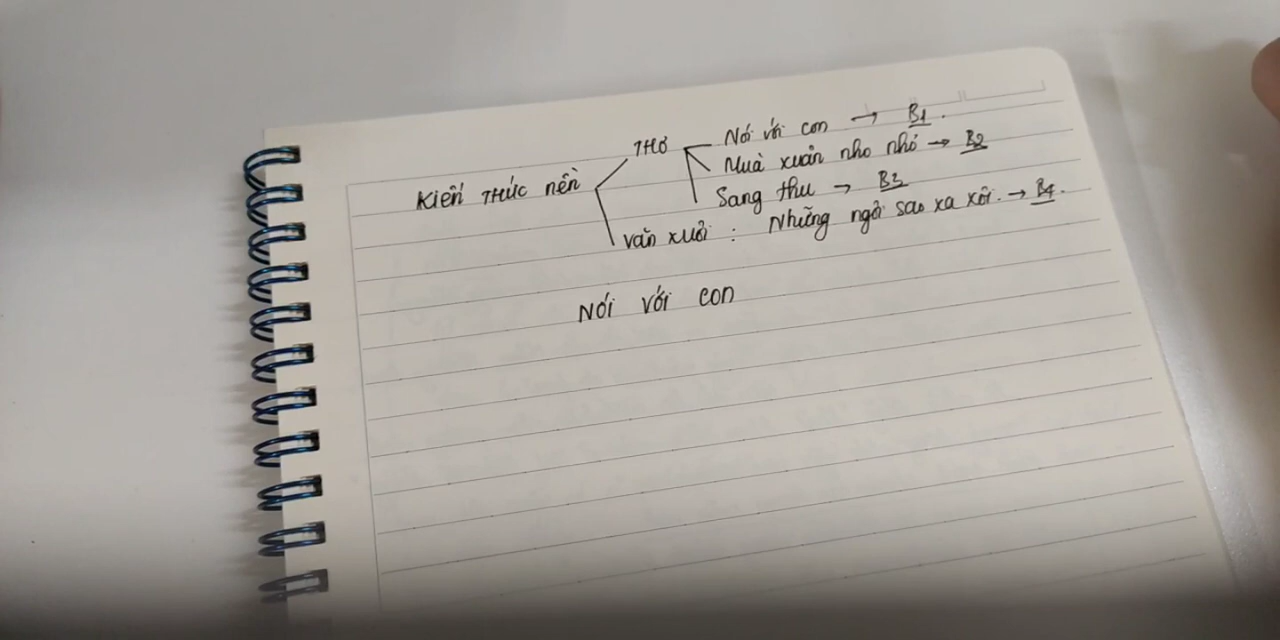 Kiến thức nền
Thơ
Nói với con → B1.
Mùa xuân nho nhỏ → B2
Sang thu → B3
Văn xuôi : Những ngôi sao xa xôi. → B4.
Nói với con